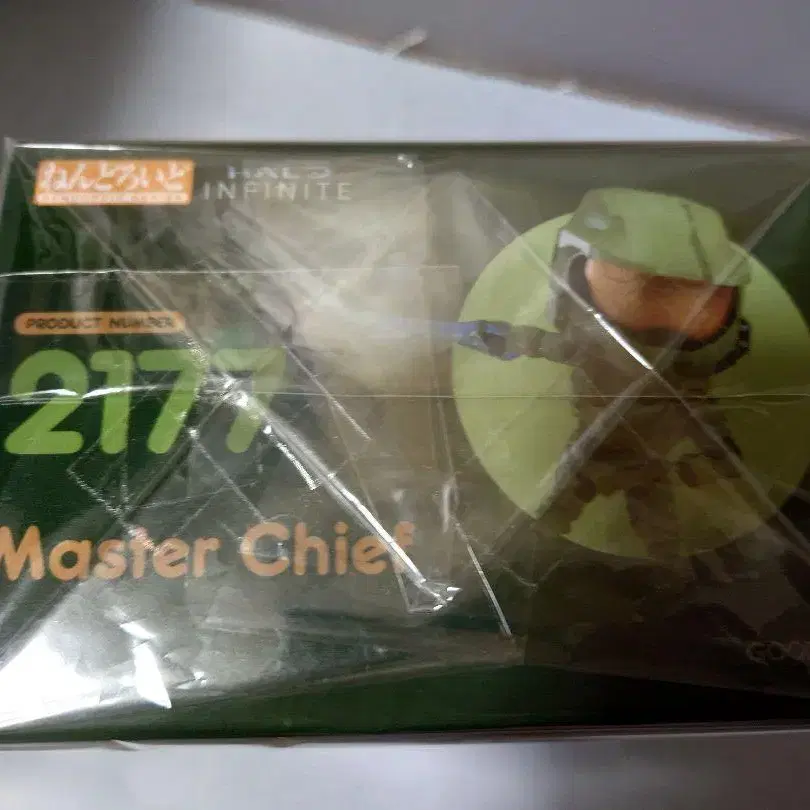 ねんどろいど
HALO
INFINITE
PRODUCT NUMBER
2177
Master Chief